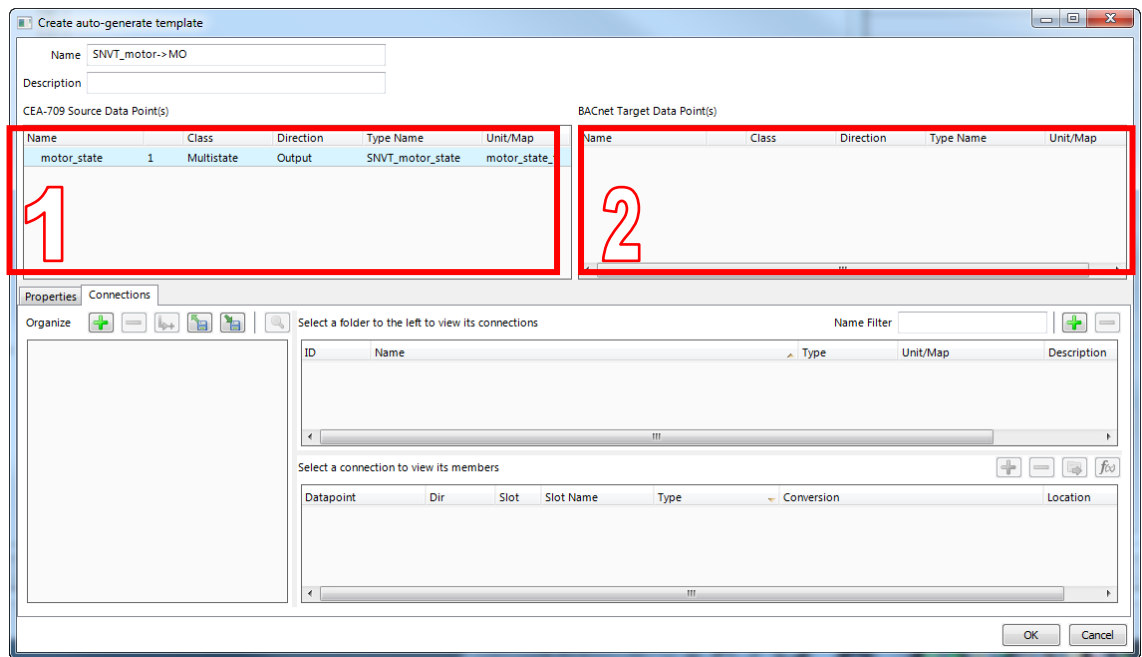 Create auto-generate template
Name SNVT_motor->MO
Description
CEA-709 Source Data Point(s) BACnet Target Data Point(s)
Name Class Direction Type Name Unit/Map Name Class Direction Type Name Unit/Map
motor_state 1 Multistate Output SNVT_motor_state motor_state_
1 2
Properties Connections
Organize Select a folder to the left to view its connections Name Filter
ID Name Type Unit/Map Description
Select a connection to view its members f(x)
Datapoint Dir Slot Slot Name Type Conversion Location
OK Cancel